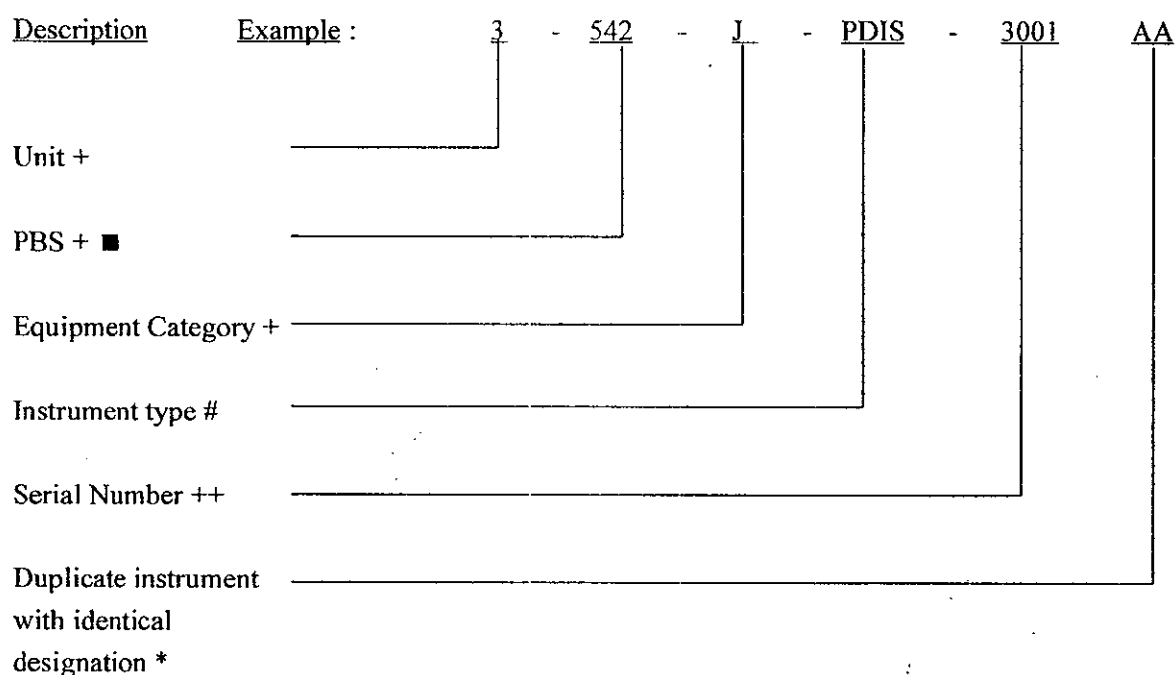 Description Example : 3 - 542 - J - PDIS - 3001 AA
Unit +
PBS + ■
Equipment Category +
Instrument type #
Serial Number ++
Duplicate instrument
with identical
designation *